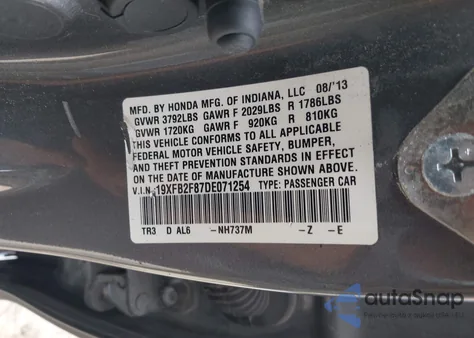 MFD. BY HONDA MFG. OF INDIANA, LLC 08/'13
GVWR 3792LBS GAWR F 2029LBS R 1786LBS
GVWR 1720KG GAWR F 920KG R 810KG
THIS VEHICLE CONFORMS TO ALL APPLICABLE
FEDERAL MOTOR VEHICLE SAFETY, BUMPER,
AND THEFT PREVENTION STANDARDS IN EFFECT
ON THE DATE OF MANUFACTURE SHOWN ABOVE.
V.I.N. 19XFB2F87DE071254 TYPE: PASSENGER CAR
TR3 D AL6 -NH737M -Z -E
autoSnap